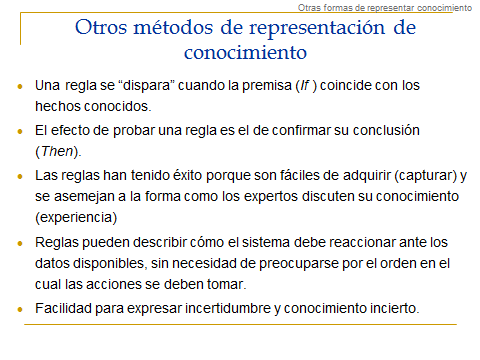 Otras formas de representar conocimiento
Otros métodos de representación de
conocimiento
Una regla se “dispara” cuando la premisa (If ) coincide con los
hechos conocidos.
El efecto de probar una regla es el de confirmar su conclusión
(Then).
Las reglas han tenido éxito porque son fáciles de adquirir (capturar) y
se asemejan a la forma como los expertos discuten su conocimiento
(experiencia)
Reglas pueden describir cómo el sistema debe reaccionar ante los
datos disponibles, sin necesidad de preocuparse por el orden en el
cual las acciones se deben tomar.
Facilidad para expresar incertidumbre y conocimiento incierto.